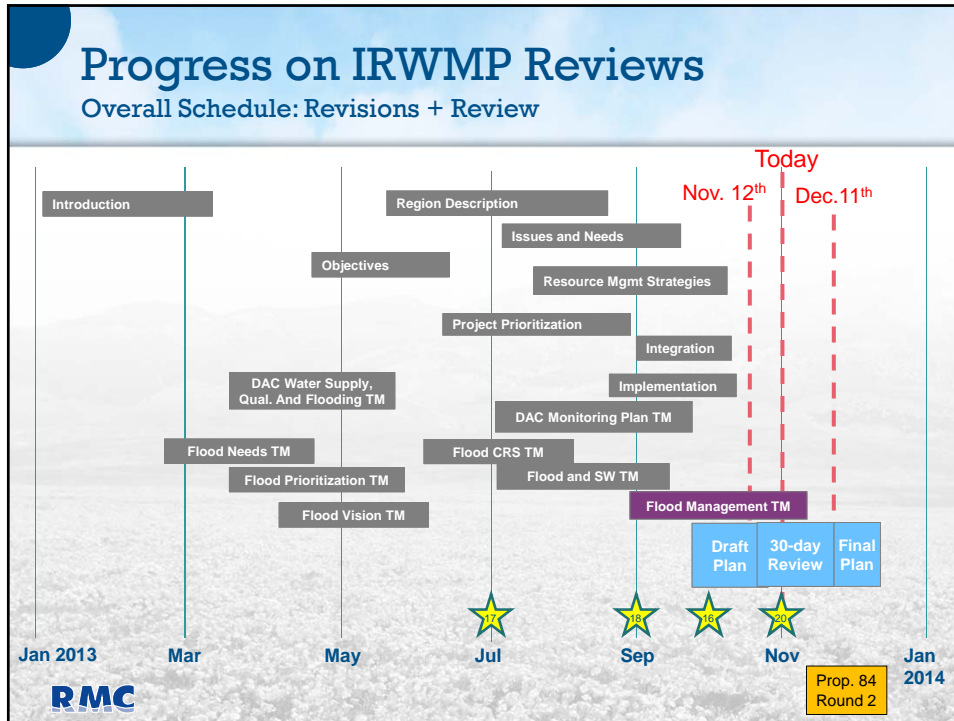 Progress on IRWMP Reviews
Overall Schedule: Revisions + Review
Today
Nov. 12th
Dec.11th
Introduction
Region Description
Issues and Needs
Objectives
Resource Mgmt Strategies
Project Prioritization
Integration
DAC Water Supply,
Qual. And Flooding TM
Implementation
DAC Monitoring Plan TM
Flood Needs TM
Flood CRS TM
Flood Prioritization TM
Flood and SW TM
Flood Vision TM
Flood Management TM
Draft
Plan
30-day
Review
Final
Plan
17
18
16
20
Jan 2013
Mar
May
Jul
Sep
Nov
Jan
2014
Prop. 84
Round 2
RMC